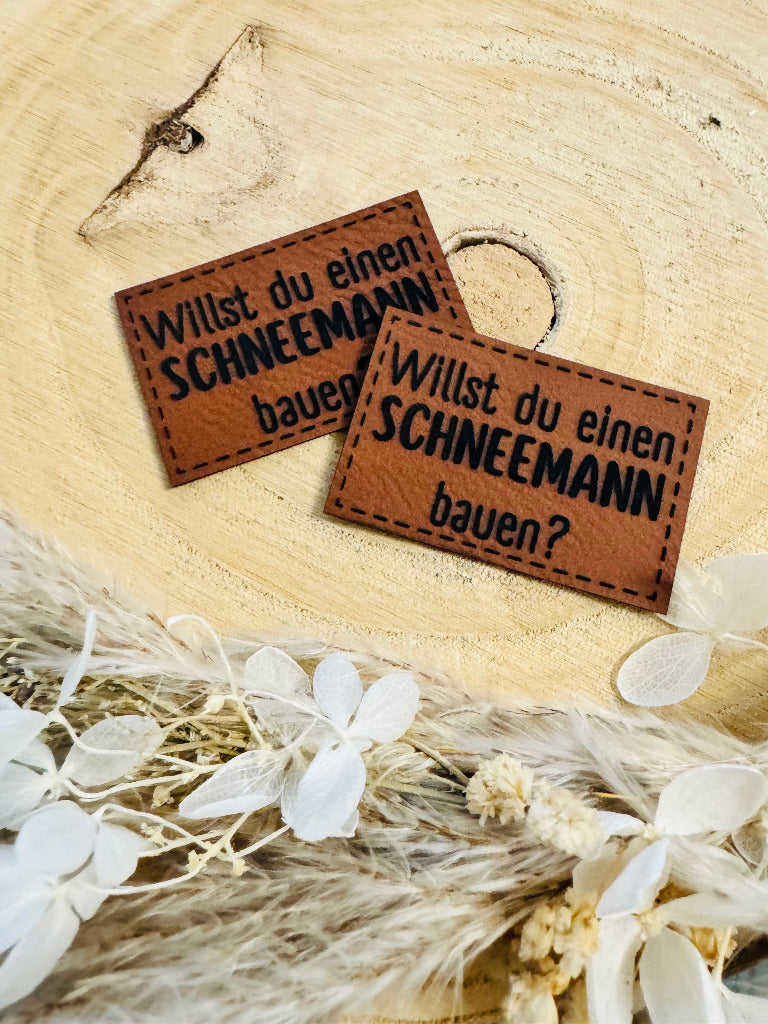 Willst du einen
SCHNEEMANN
bauen
Willst du einen
SCHNEEMANN
bauen?